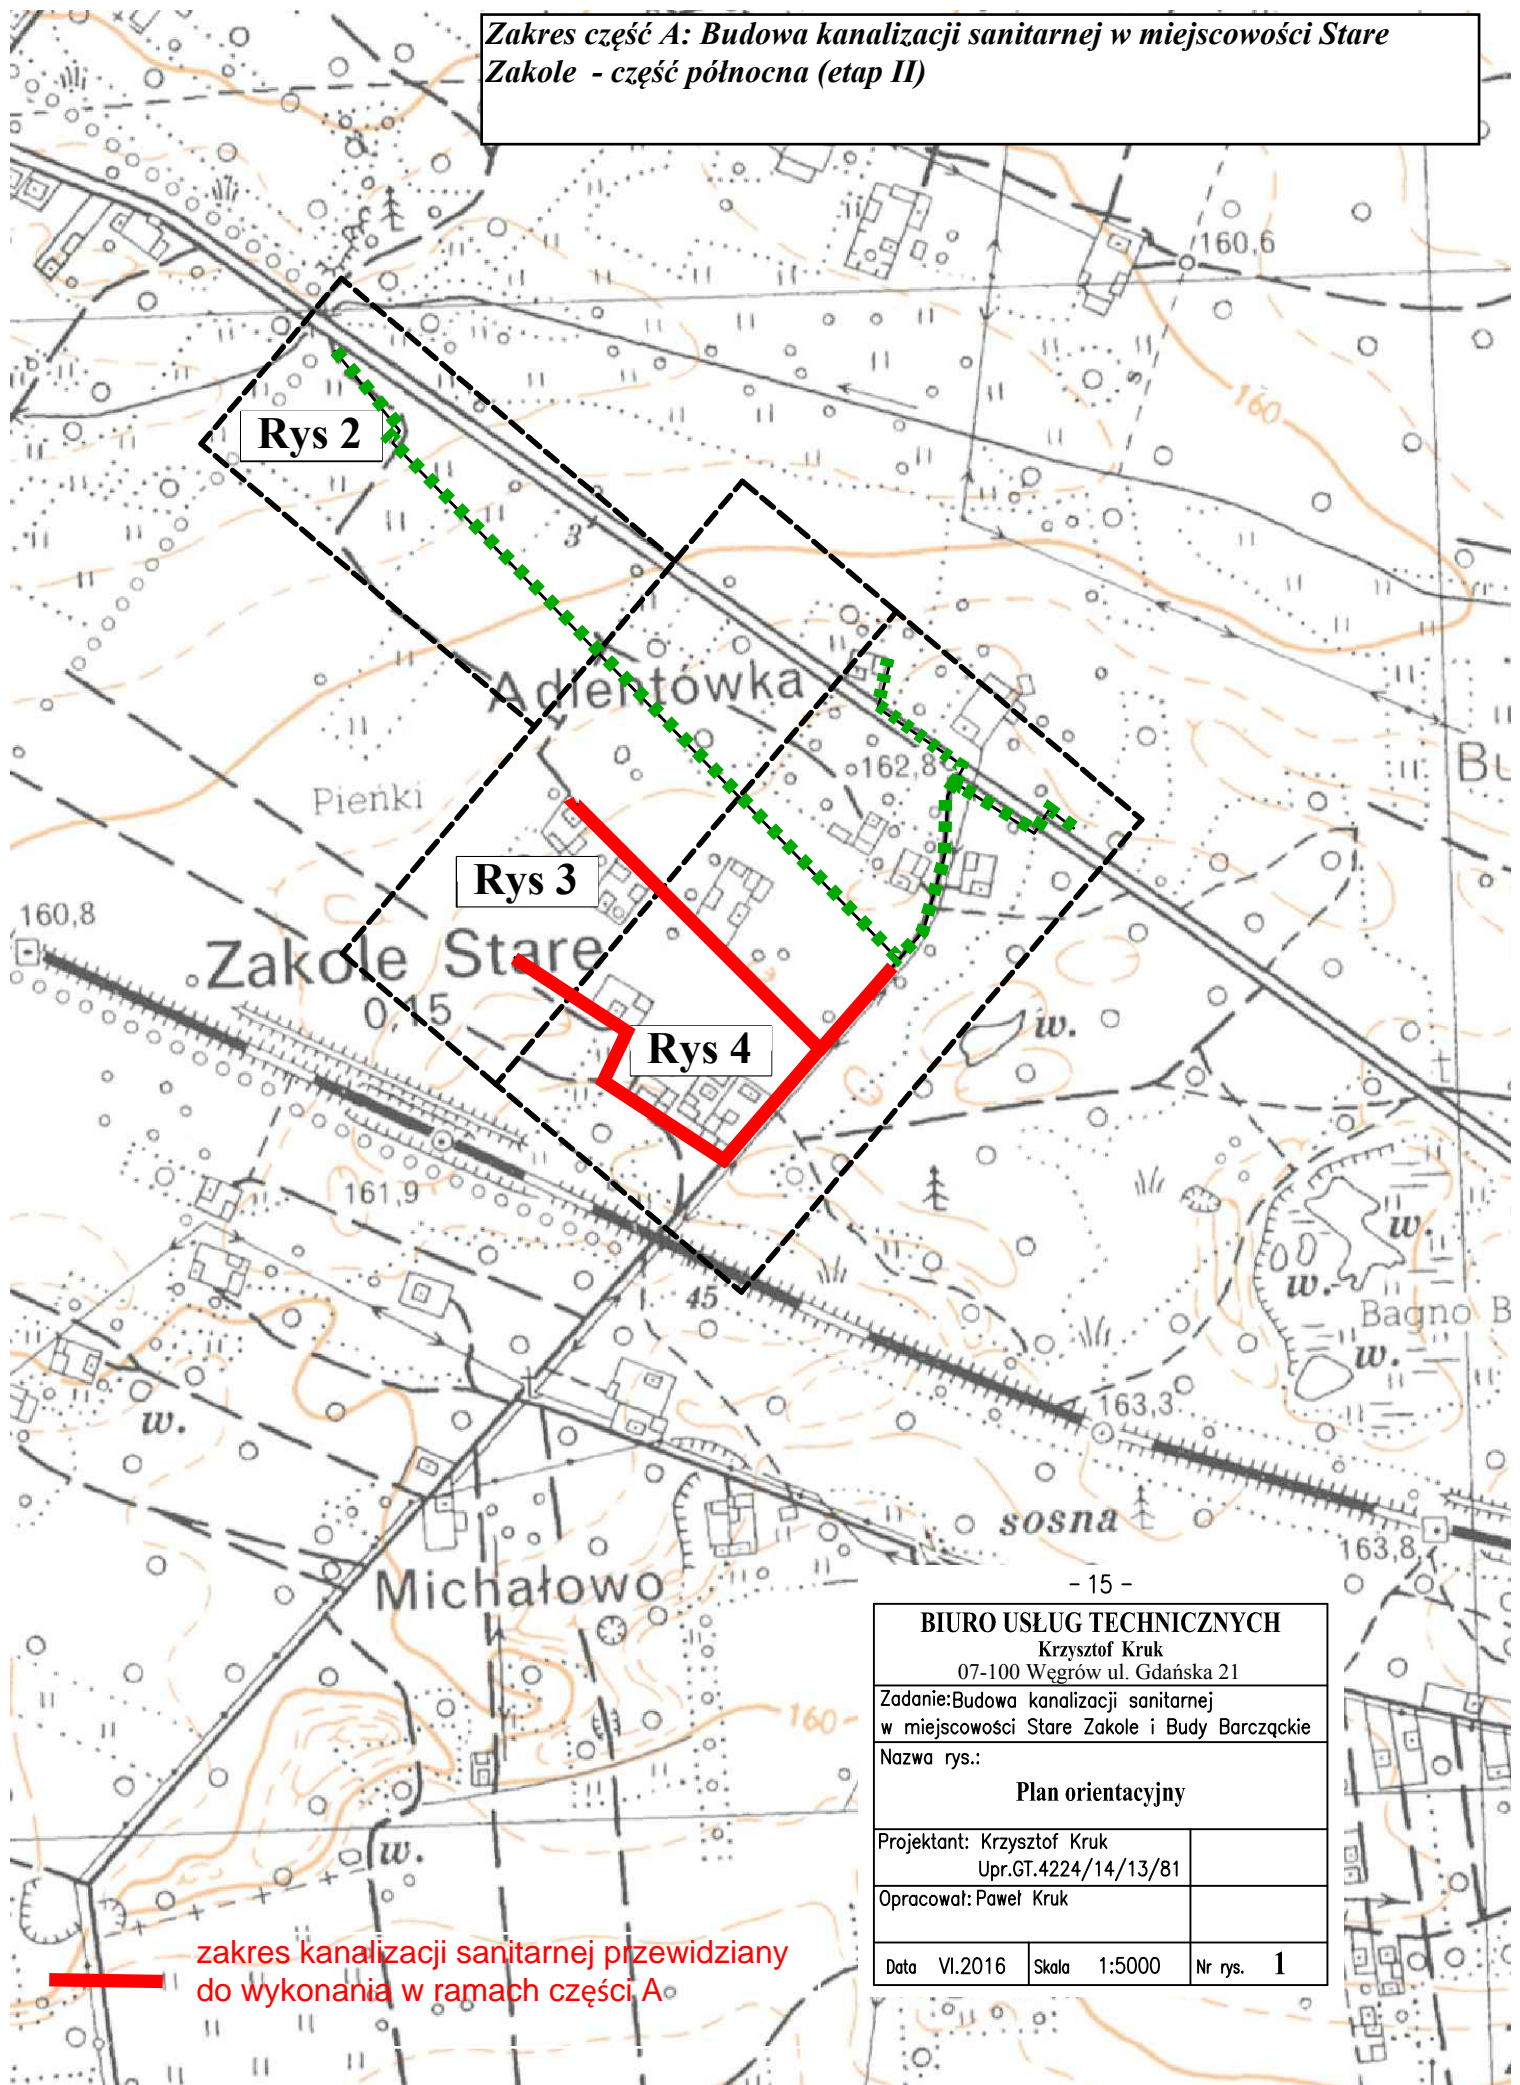 Zakres część A: Budowa kanalizacji sanitarnej w miejscowości Stare
Zakole - część północna (etap II)
160,6
160
Rys 2
3
Adlentówka
162,8
Pieńki
Rys 3
160,8
Zakole Stare
0,15
Rys 4
w.
161,9
45
w.
w.
Bagno B
w.
163,3
w.
sosna
163,8
Michałowo
160
w.
- 15 -
BIURO USŁUG TECHNICZNYCH
Krzysztof Kruk
07-100 Węgrów ul. Gdańska 21
Zadanie:Budowa kanalizacji sanitarnej
w miejscowości Stare Zakole i Budy Barcząckie
Nazwa rys.:
Plan orientacyjny
Projektant: Krzysztof Kruk
Upr.GT.4224/14/13/81
Opracował: Paweł Kruk
Data VI.2016 Skala 1:5000 Nr rys. 1
zakres kanalizacji sanitarnej przewidziany
do wykonania w ramach części A